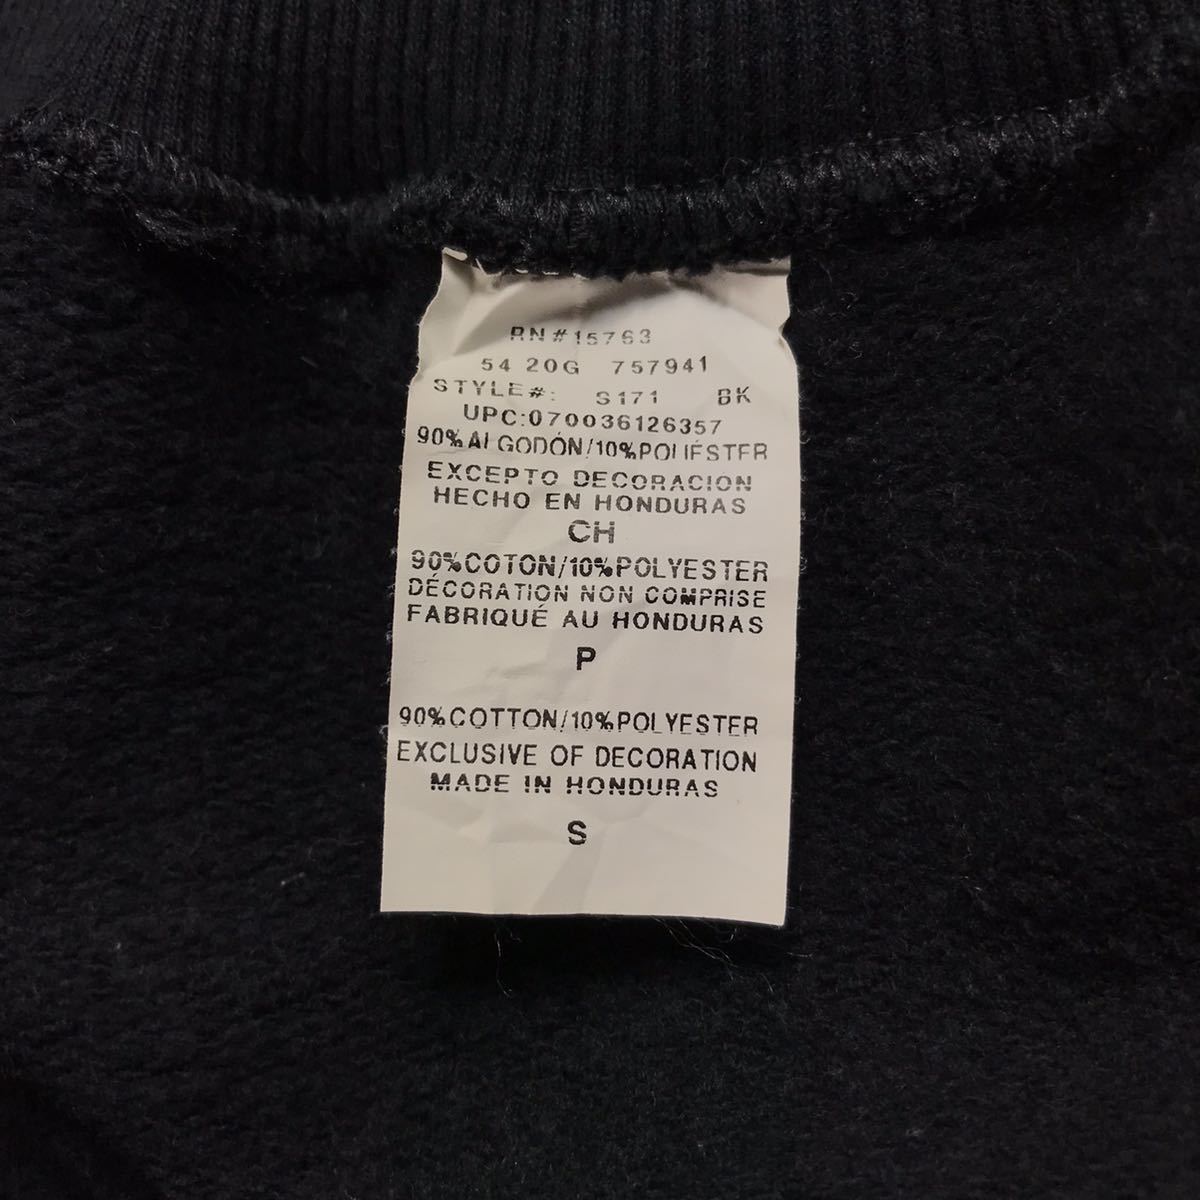 RN#15763
54 20G 757941
STYLE#: S171 BK
UPC:070036126357
90%ALGODÓN/10%POLIÉSTER
EXCEPTO DECORACION
HECHO EN HONDURAS
CH
90%COTON/10%POLYESTER
DÉCORATION NON COMPRISE
FABRIQUÉ AU HONDURAS
P
90%COTTON/10%POLYESTER
EXCLUSIVE OF DECORATION
MADE IN HONDURAS
S